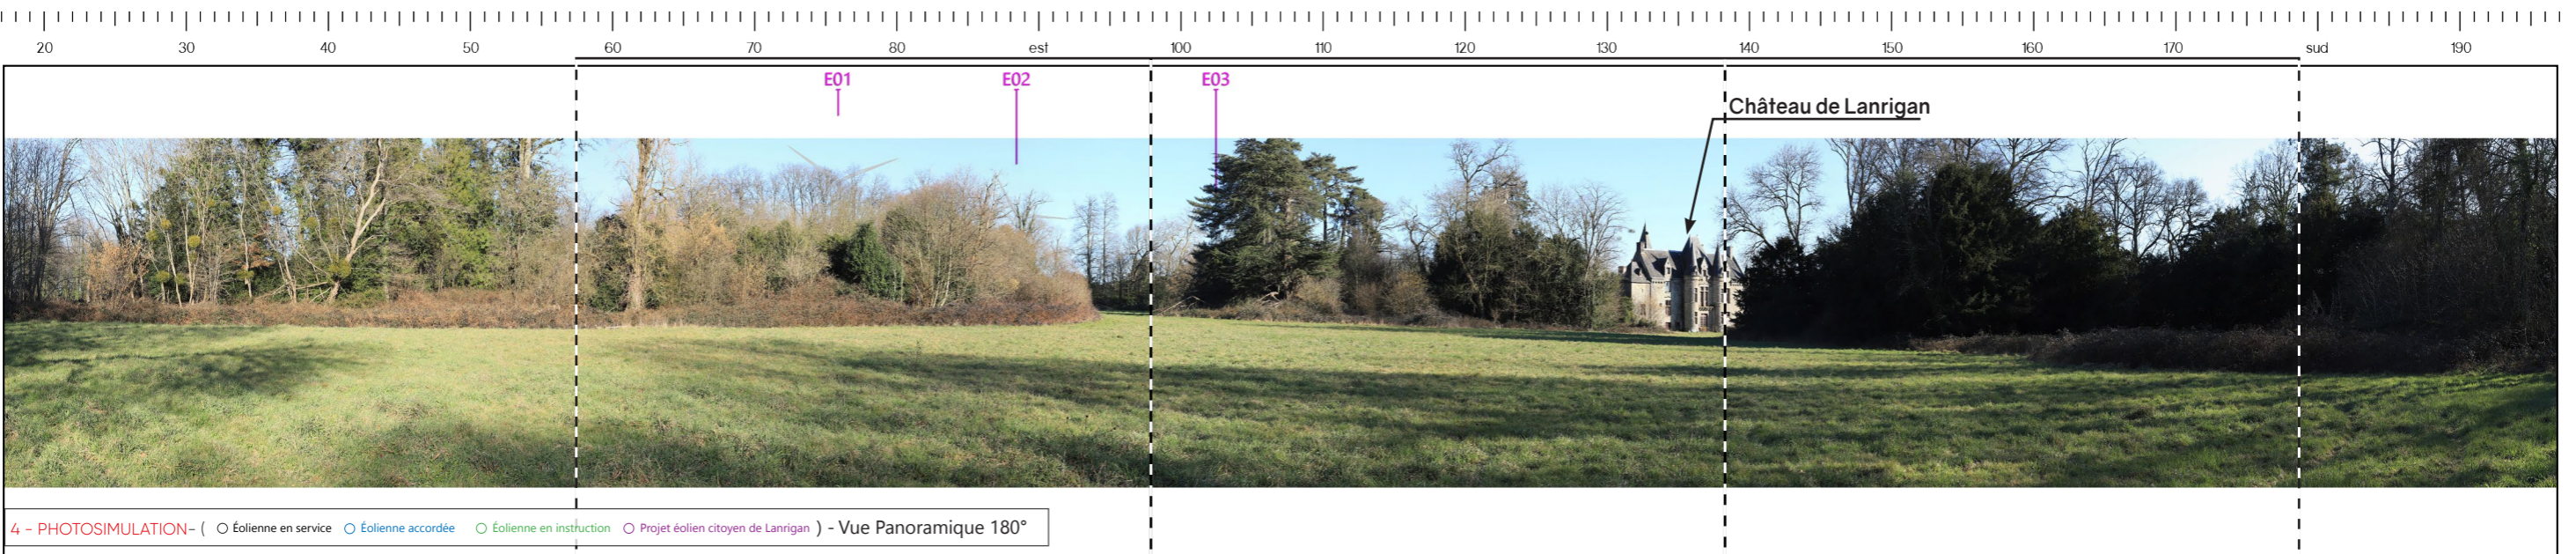 20 30 40 50 60 70 80 est 100 110 120 130 140 150 160 170 sud 190
E01 E02 E03
Château de Lanrigan
4 - PHOTOSIMULATION- ( Éolienne en service Éolienne accordée Éolienne en instruction Projet éolien citoyen de Lanrigan ) - Vue Panoramique 180°